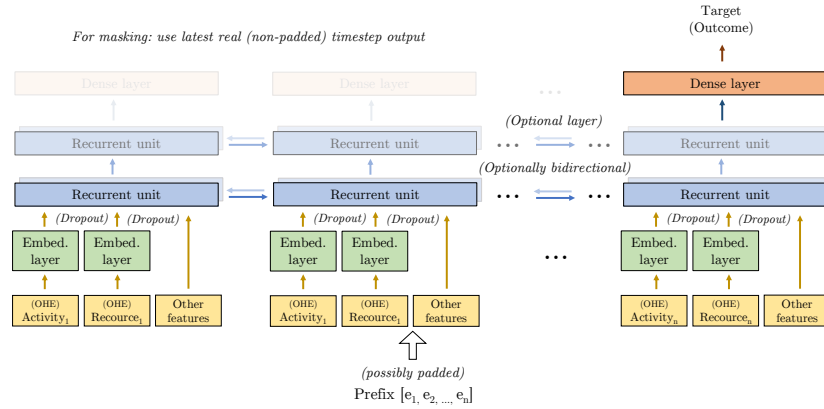 Target
(Outcome)
For masking: use latest real (non-padded) timestep output
Dense layer
Dense layer
...
Dense layer
(Optional layer)
Recurrent unit
Recurrent unit
... ...
Recurrent unit
(Optionally bidirectional)
Recurrent unit
Recurrent unit
... ...
Recurrent unit
(Dropout) (Dropout)
(Dropout) (Dropout)
(Dropout) (Dropout)
Embed. layer
Embed. layer
Embed. layer
Embed. layer
...
Embed. layer
Embed. layer
(OHE) Activity₁
(OHE) Recource₁
Other features
(OHE) Activity₁
(OHE) Recource₁
Other features
(OHE) Activityₙ
(OHE) Recourceₙ
Other features
(possibly padded)
Prefix [e₁, e₂, ..., eₙ]